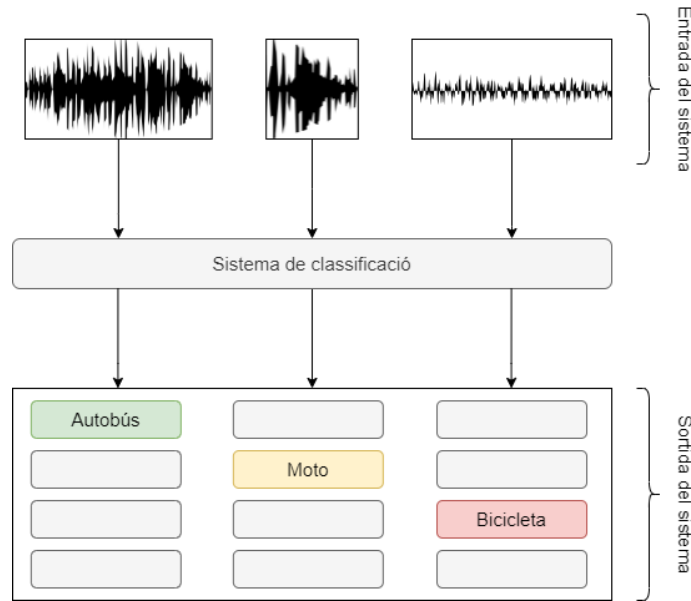 Entrada del sistema
Sistema de classificació
Autobús
Moto
Bicicleta
Sortida del sistema